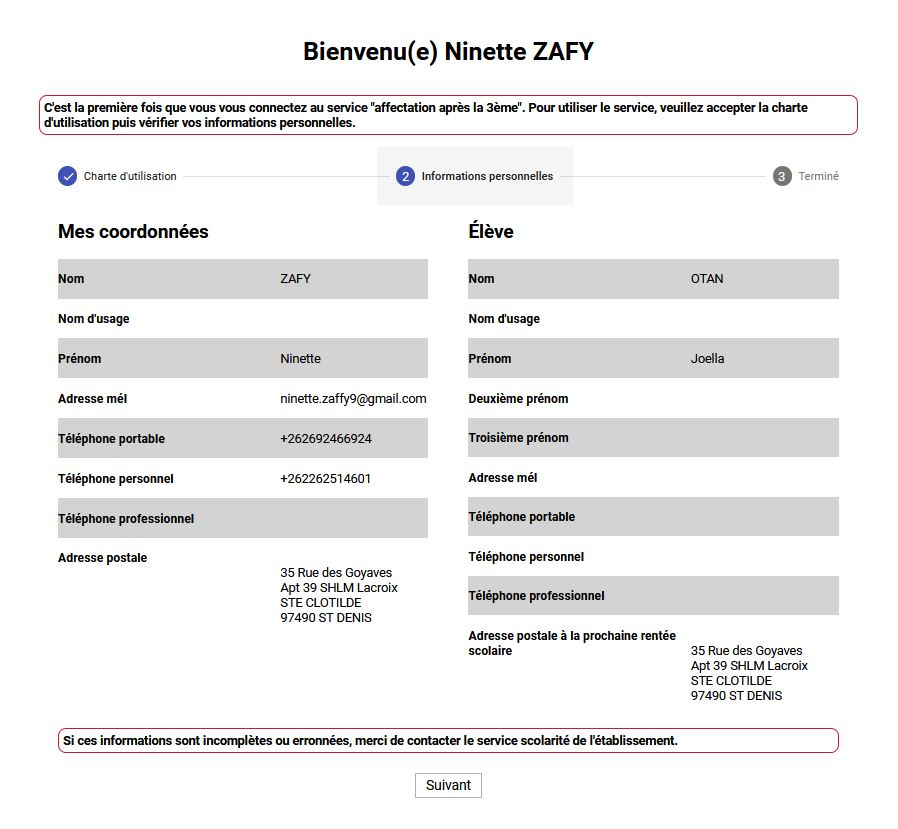 Bienvenu(e) Ninette ZAFY
C'est la première fois que vous vous connectez au service "affectation après la 3ème". Pour utiliser le service, veuillez accepter la charte
d'utilisation puis vérifier vos informations personnelles.
Charte d'utilisation
2 Informations personnelles
3 Terminé
Mes coordonnées
Nom ZAFY
Nom d'usage
Prénom Ninette
Adresse mél ninette.zaffy9@gmail.com
Téléphone portable +262692466924
Téléphone personnel +262262514601
Téléphone professionnel
Adresse postale
35 Rue des Goyaves
Apt 39 SHLM Lacroix
STE CLOTILDE
97490 ST DENIS
Élève
Nom OTAN
Nom d'usage
Prénom Joella
Deuxième prénom
Troisième prénom
Adresse mél
Téléphone portable
Téléphone personnel
Téléphone professionnel
Adresse postale à la prochaine rentée
scolaire
35 Rue des Goyaves
Apt 39 SHLM Lacroix
STE CLOTILDE
97490 ST DENIS
Si ces informations sont incomplètes ou erronnées, merci de contacter le service scolarité de l'établissement.
Suivant